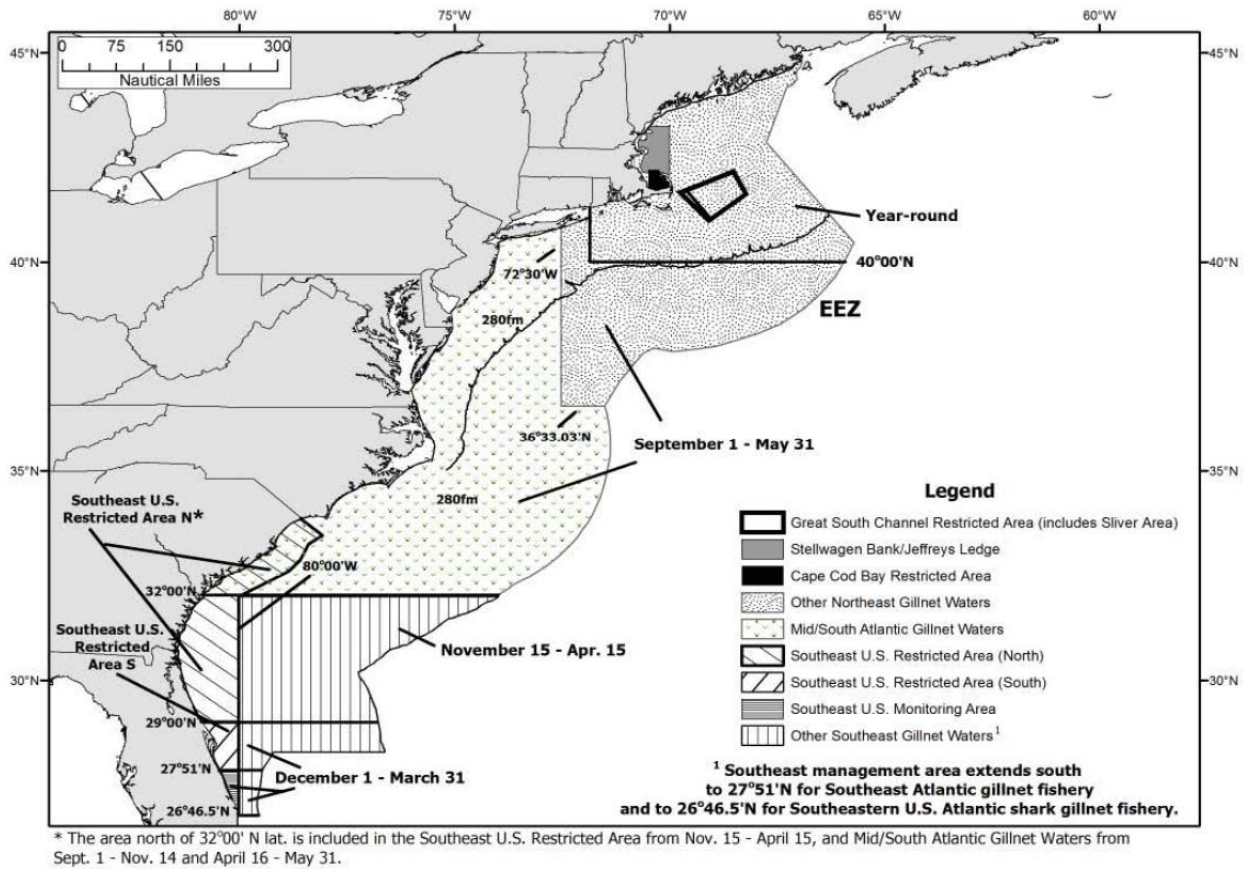 80°W 75°W 70°W 65°W 60°W
45°N 45°N
0 75 150 300
Nautical Miles
Year-round
40°N 40°00'N 40°N
72°30'W
EEZ
280fm
36°33.03'N
September 1 - May 31
35°N 35°N
280fm
Southeast U.S.
Restricted Area N*
80°00'W
32°00'N
Southeast U.S.
Restricted
Area S
November 15 - Apr. 15
30°N 30°N
29°00'N
27°51'N
December 1 - March 31
26°46.5'N
Legend
Great South Channel Restricted Area (includes Sliver Area)
Stellwagen Bank/Jeffreys Ledge
Cape Cod Bay Restricted Area
Other Northeast Gillnet Waters
Mid/South Atlantic Gillnet Waters
Southeast U.S. Restricted Area (North)
Southeast U.S. Restricted Area (South)
Southeast U.S. Monitoring Area
Other Southeast Gillnet Waters¹
¹ Southeast management area extends south
to 27°51'N for Southeast Atlantic gillnet fishery
and to 26°46.5'N for Southeastern U.S. Atlantic shark gillnet fishery.
* The area north of 32°00' N lat. is included in the Southeast U.S. Restricted Area from Nov. 15 - April 15, and Mid/South Atlantic Gillnet Waters from
Sept. 1 - Nov. 14 and April 16 - May 31.